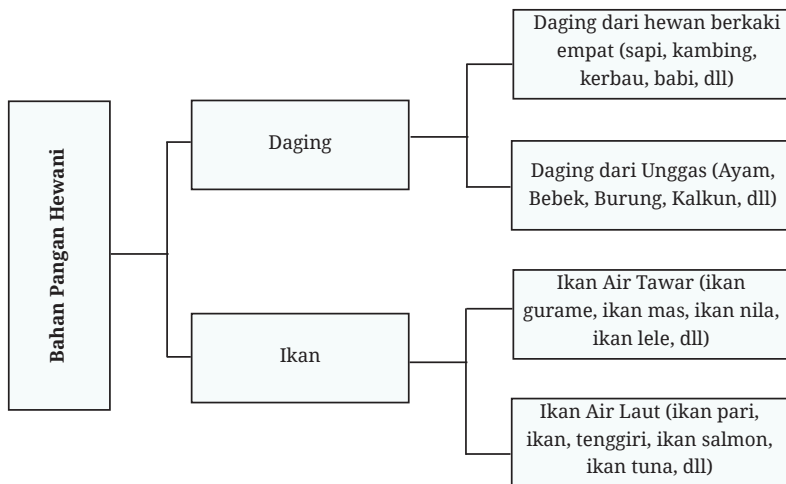 Bahan Pangan Hewani
Daging
Daging dari hewan berkaki
empat (sapi, kambing,
kerbau, babi, dll)
Daging dari Unggas (Ayam,
Bebek, Burung, Kalkun, dll)
Ikan
Ikan Air Tawar (ikan
gurame, ikan mas, ikan nila,
ikan lele, dll)
Ikan Air Laut (ikan pari,
ikan, tenggiri, ikan salmon,
ikan tuna, dll)